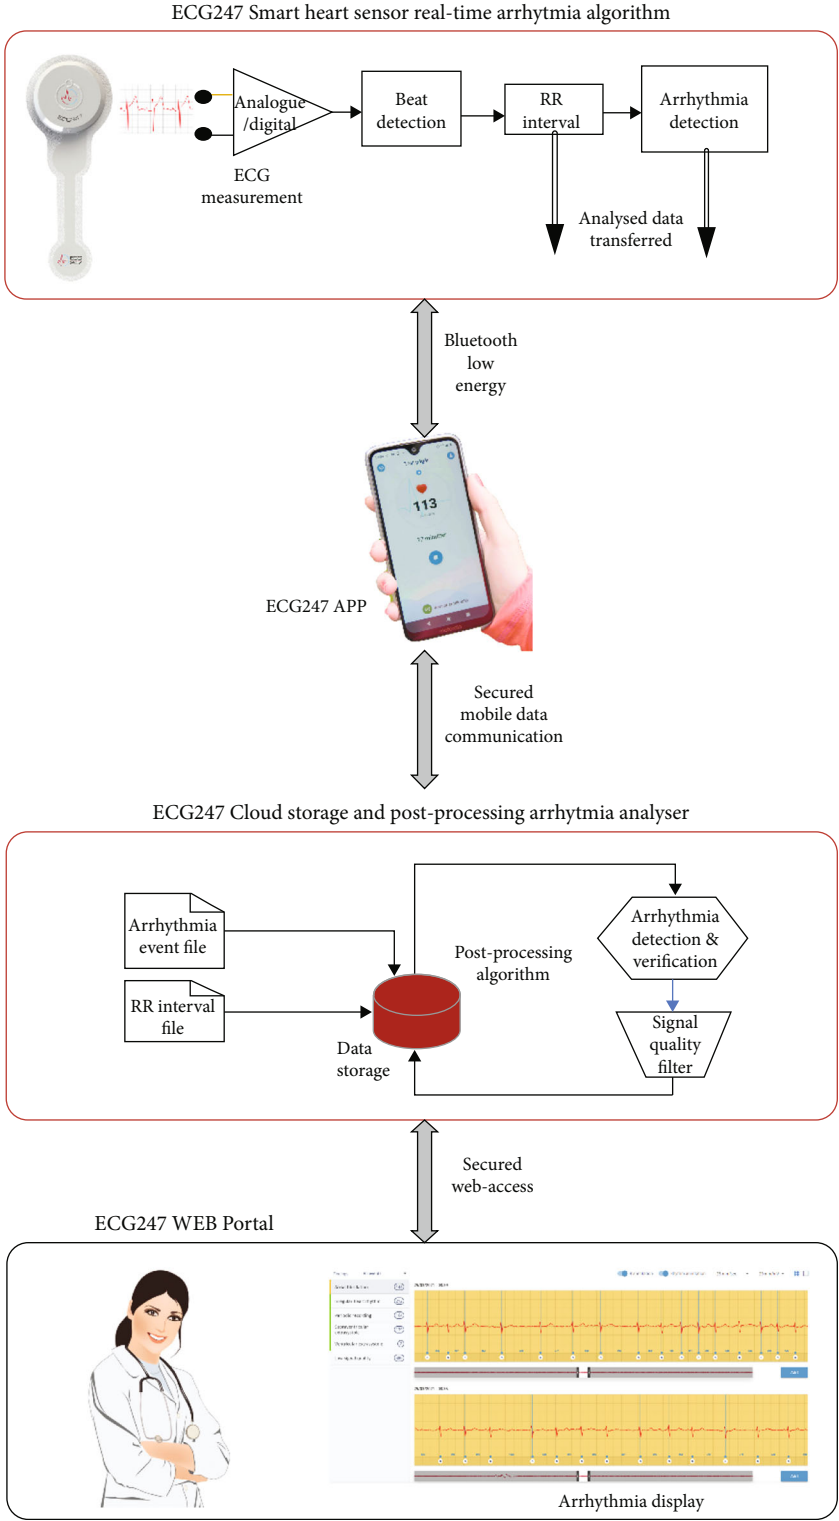 ECG247 Smart heart sensor real-time arrhytmia algorithm
Analogue
/digital
Beat
detection
RR
interval
Arrhythmia
detection
ECG
measurement
Analysed data
transferred
Bluetooth
low
energy
113
ECG247 APP
Secured
mobile data
communication
ECG247 Cloud storage and post-processing arrhytmia analyser
Arrhythmia
event file
RR interval
file
Data
storage
Post-processing
algorithm
Arrhythmia
detection &
verification
Signal
quality
filter
Secured
web-access
ECG247 WEB Portal
Arrhythmia display